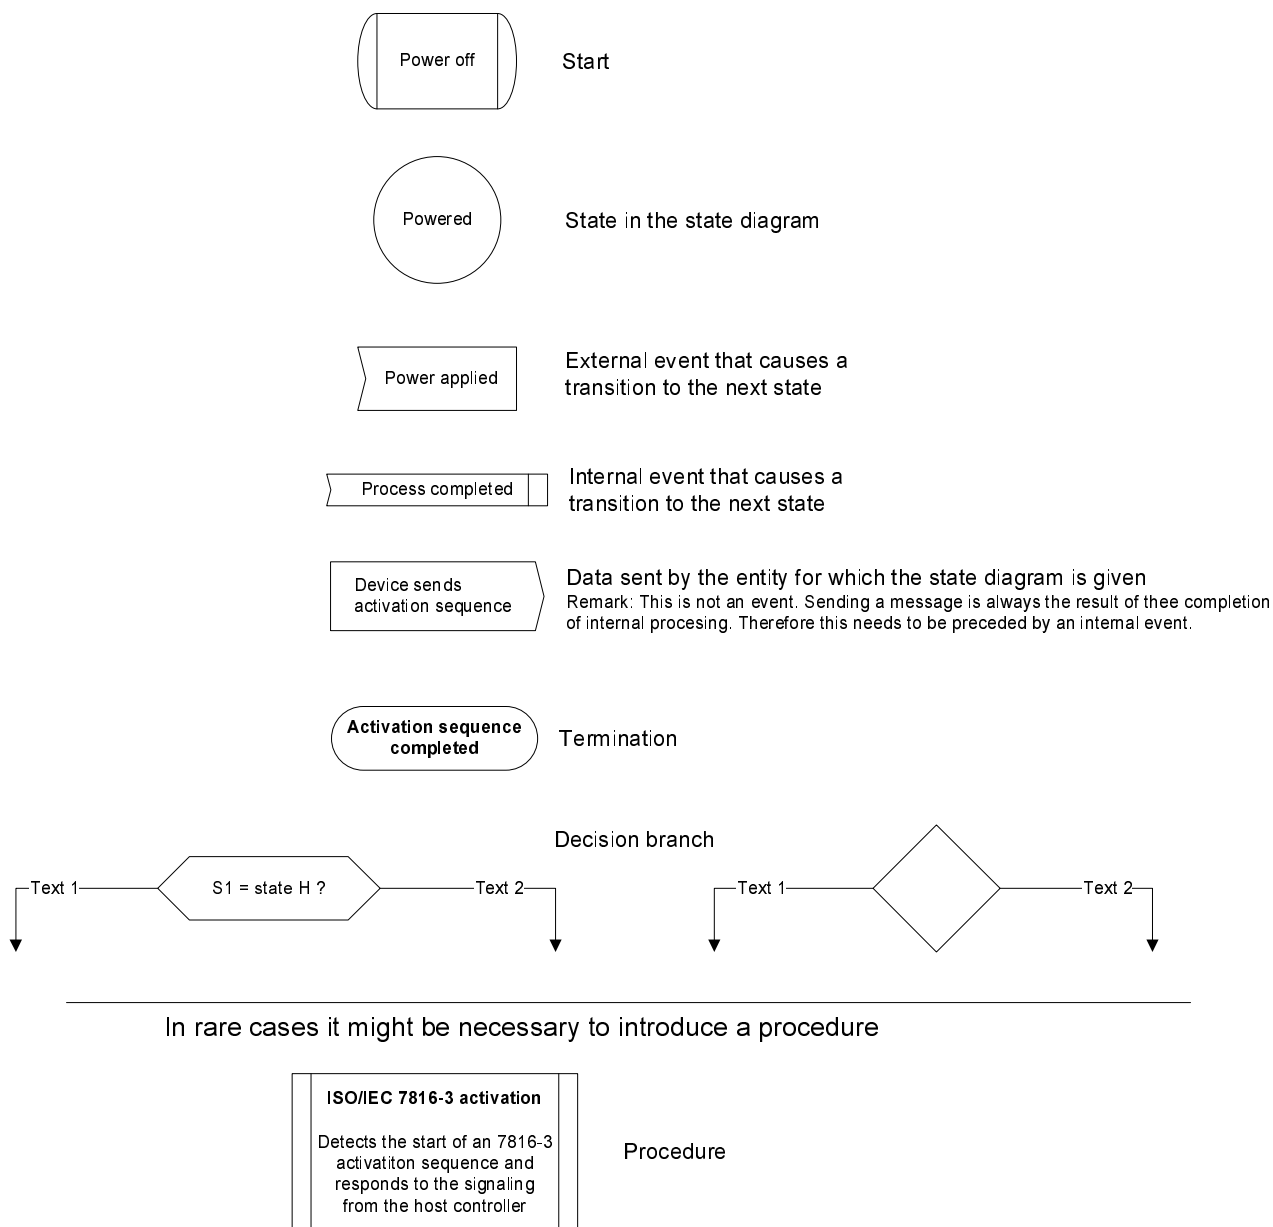 Power off
Start
Powered
State in the state diagram
Power applied
External event that causes a
transition to the next state
Process completed
Internal event that causes a
transition to the next state
Device sends
activation sequence
Data sent by the entity for which the state diagram is given
Remark: This is not an event. Sending a message is always the result of thee completion
of internal procesing. Therefore this needs to be preceded by an internal event.
Activation sequence
completed
Termination
Decision branch
Text 1
S1 = state H ?
Text 2
Text 1
Text 2
In rare cases it might be necessary to introduce a procedure
ISO/IEC 7816-3 activation
Detects the start of an 7816-3
activatiton sequence and
responds to the signaling
from the host controller
Procedure